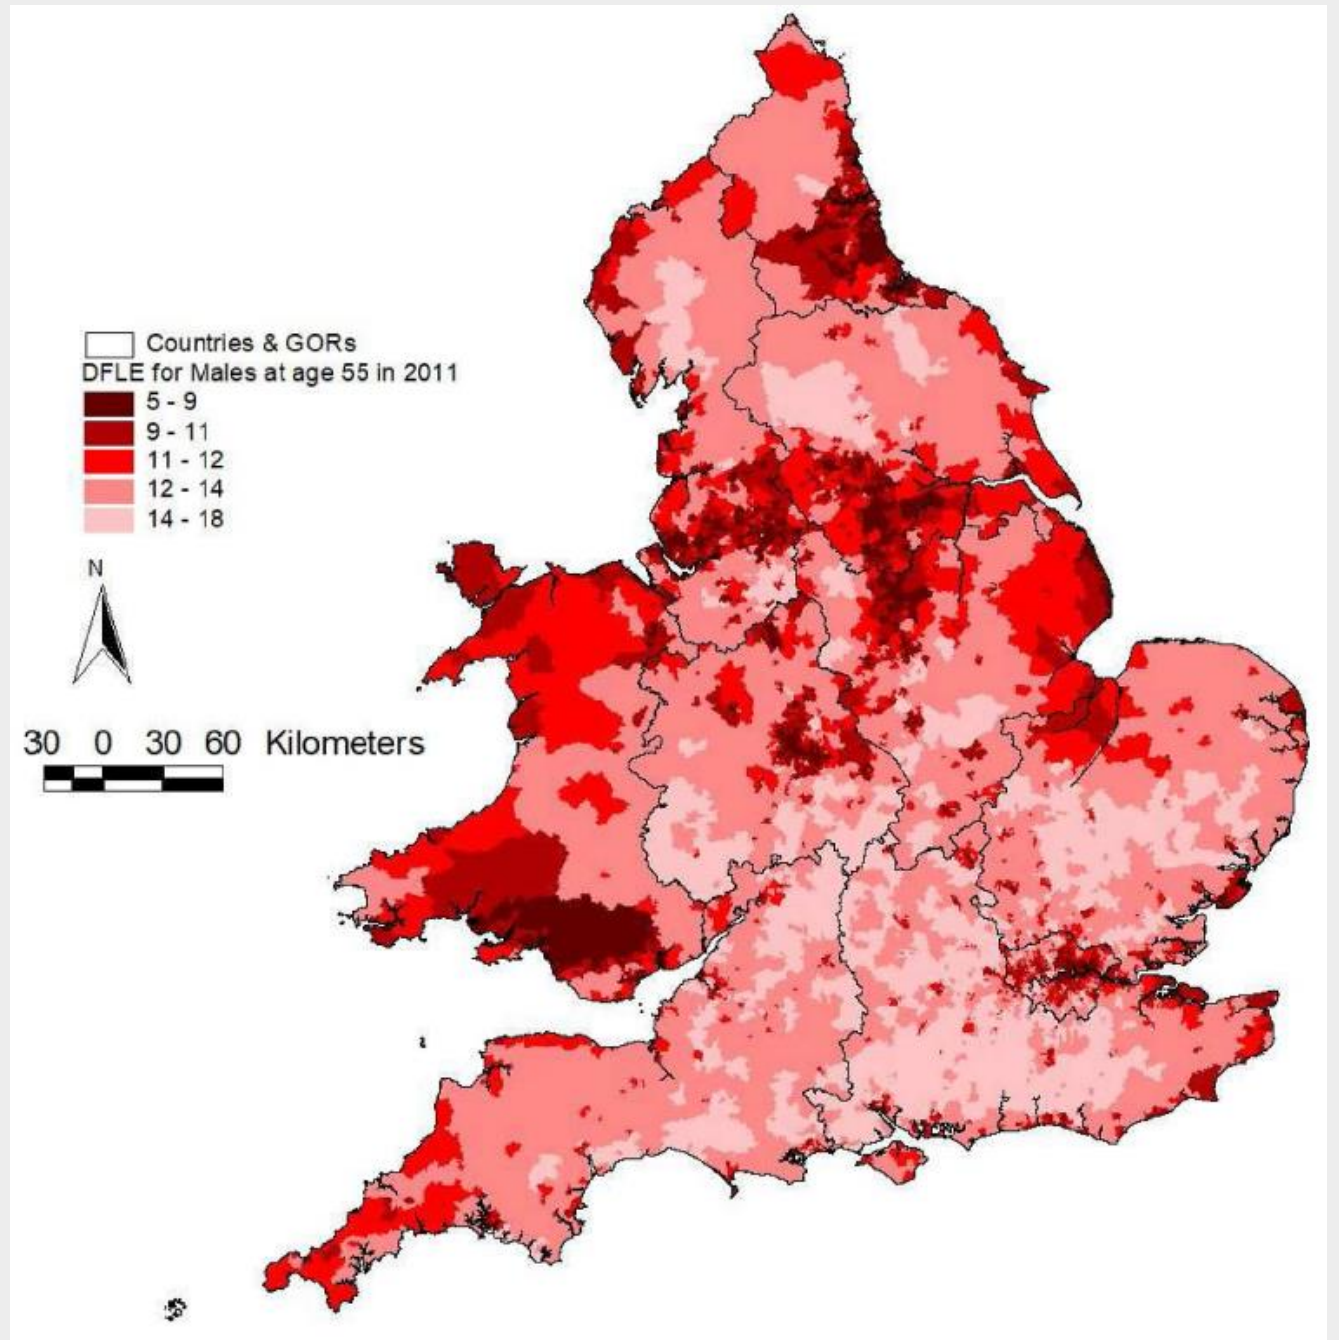 Countries & GORs
DFLE for Males at age 55 in 2011
5 - 9
9 - 11
11 - 12
12 - 14
14 - 18
N
30 0 30 60 Kilometers